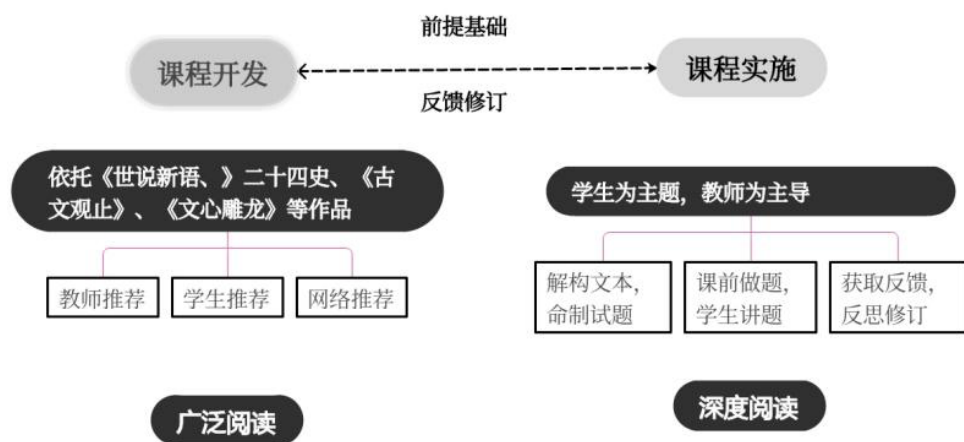 前提基础
课程开发
课程实施
反馈修订
依托《世说新语、》二十四史、《古
文观止》、《文心雕龙》等作品
教师推荐
学生推荐
网络推荐
广泛阅读
学生为主题，教师为主导
解构文本，
命制试题
课前做题，
学生讲题
获取反馈，
反思修订
深度阅读